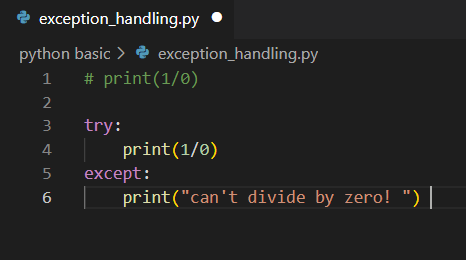 exception_handling.py
python basic > exception_handling.py
1 # print(1/0)
2
3 try:
4     print(1/0)
5 except:
6     print("can't divide by zero! ")